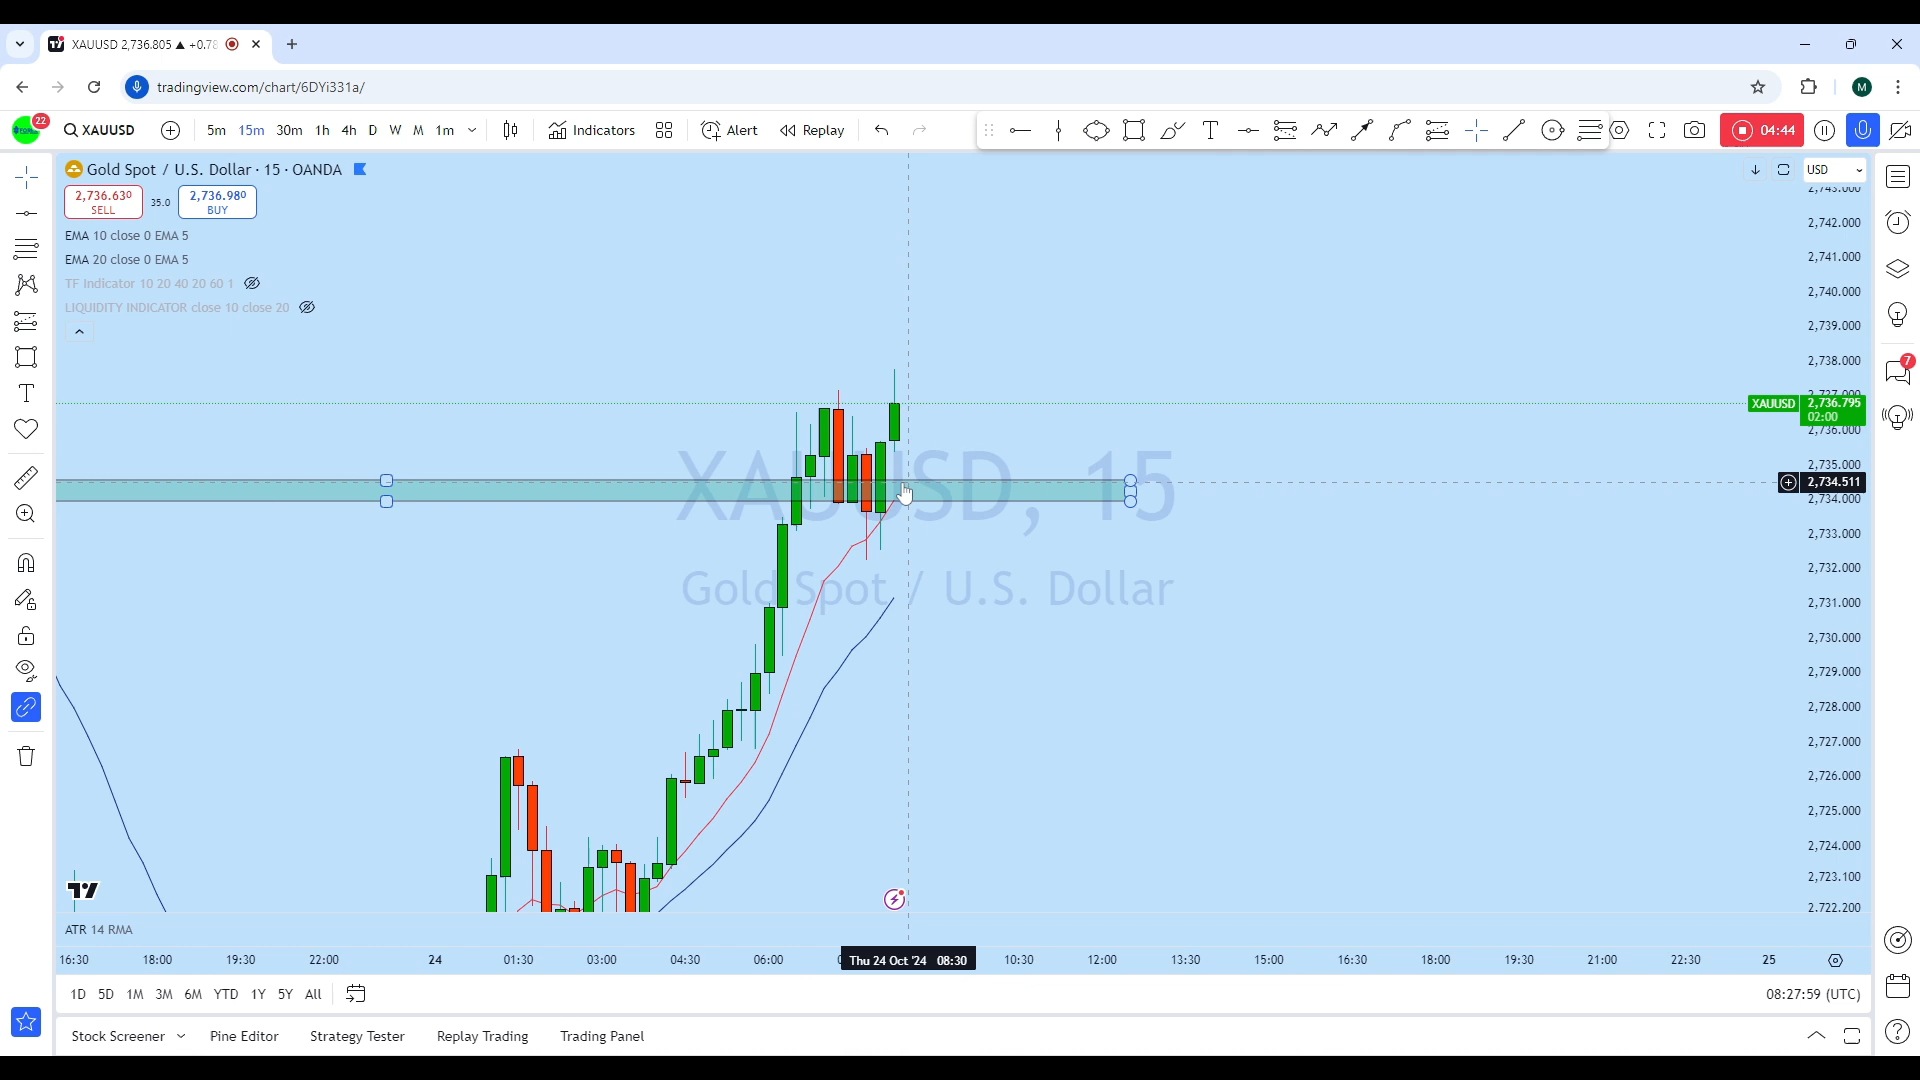 XAUUSD 2,736.805 ▲ +0.78
tradingview.com/chart/6DYi331a/
22
XAUUSD 5m 15m 30m 1h 4h D W M 1m Indicators Alert Replay 04:44
M
Gold Spot / U.S. Dollar · 15 · OANDA
USD
2,736.630 SELL 35.0 2,736.980 BUY
EMA 10 close 0 EMA 5
EMA 20 close 0 EMA 5
TF Indicator 10 20 40 20 60 1
LIQUIDITY INDICATOR close 10 close 20
XAUUSD, 15
Gold Spot / U.S. Dollar
2,743.000
2,742.000
2,741.000
2,740.000
2,739.000
2,738.000
XAUUSD 2,736.795
02:00
2,736.000
2,735.000
2,734.511
2,734.000
2,733.000
2,732.000
2,731.000
2,730.000
2,729.000
2,728.000
2,727.000
2,726.000
2,725.000
2,724.000
2,723.100
2,722.200
7
ATR 14 RMA
16:30 18:00 19:30 22:00 24 01:30 03:00 04:30 06:00 Thu 24 Oct '24 08:30 10:30 12:00 13:30 15:00 16:30 18:00 19:30 21:00 22:30 25
1D 5D 1M 3M 6M YTD 1Y 5Y All 08:27:59 (UTC)
Stock Screener Pine Editor Strategy Tester Replay Trading Trading Panel